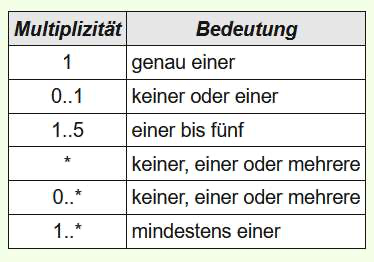 Multiplizität Bedeutung
1 genau einer
0..1 keiner oder einer
1..5 einer bis fünf
* keiner, einer oder mehrere
0..* keiner, einer oder mehrere
1..* mindestens einer